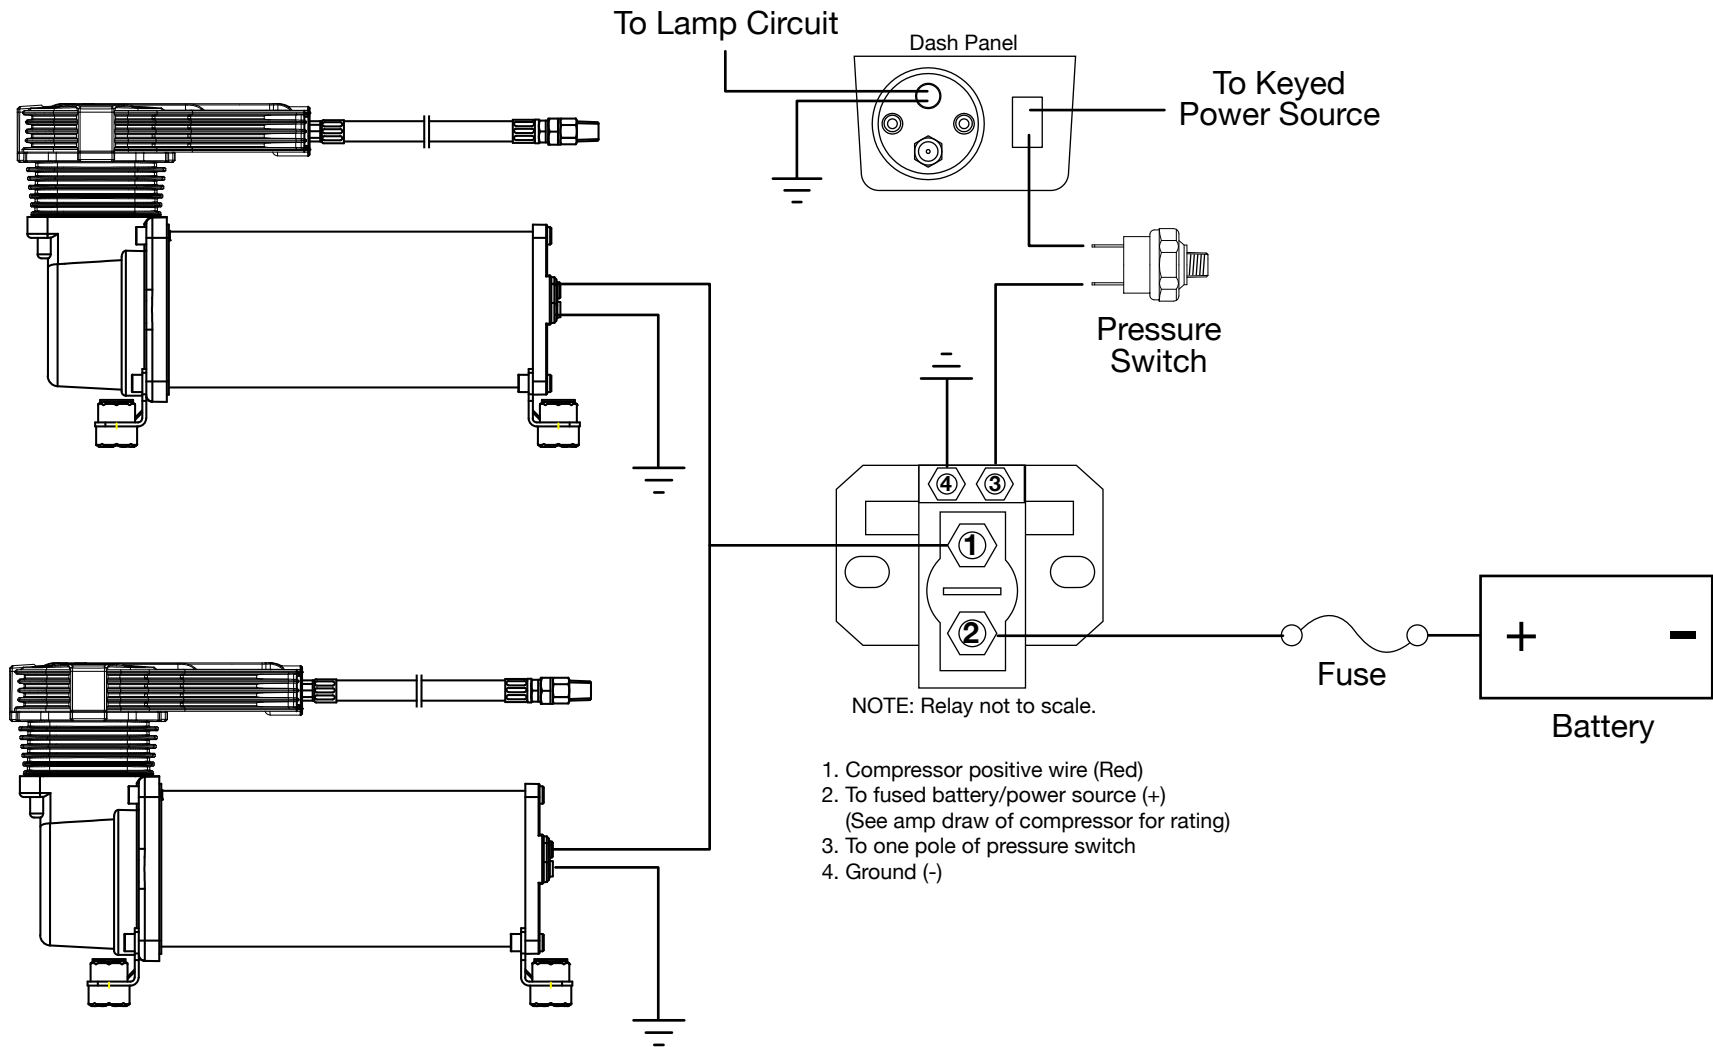 To Lamp Circuit
Dash Panel
To Keyed
Power Source
Pressure
Switch
4 3
1
2
+ -
Fuse
Battery
NOTE: Relay not to scale.
1. Compressor positive wire (Red)
2. To fused battery/power source (+)
(See amp draw of compressor for rating)
3. To one pole of pressure switch
4. Ground (-)